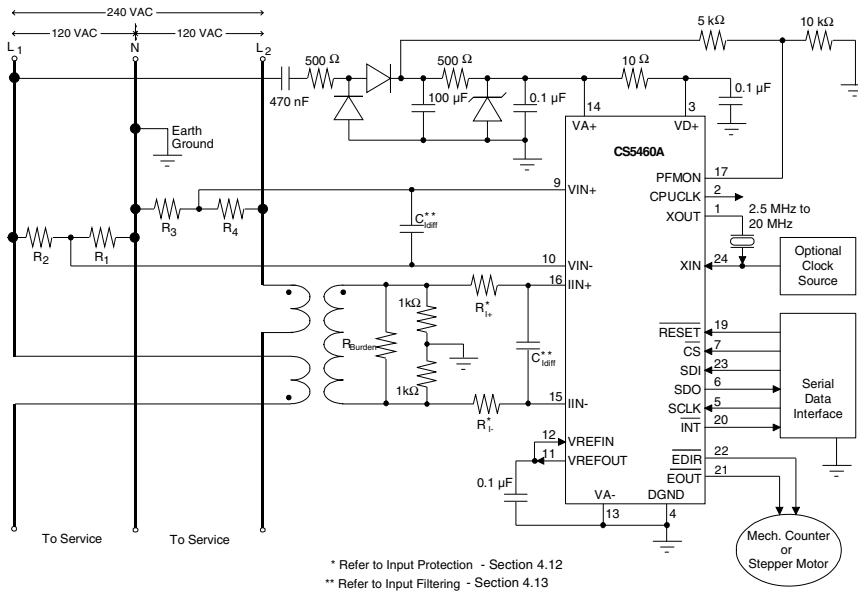 240 VAC
120 VAC
120 VAC
L1
N
L2
5 kΩ
10 kΩ
500 Ω
500 Ω
10 Ω
470 nF
100 µF
0.1 µF
0.1 µF
14
3
VA+
VD+
Earth
Ground
CS5460A
PFMON
17
CPUCLK
2
XOUT
1
2.5 MHz to
20 MHz
9
VIN+
C**
Idiff
R3
R4
R2
R1
10
VIN-
16
IIN+
XIN
24
Optional
Clock
Source
1kΩ
R*
I+
RBurden
C**
Idiff
1kΩ
R*
I-
15
IIN-
RESET
19
CS
7
SDI
23
SDO
6
SCLK
5
INT
20
Serial
Data
Interface
12
VREFIN
11
VREFOUT
EDIR
22
EOUT
21
0.1 µF
VA-
DGND
13
4
Mech. Counter
or
Stepper Motor
To Service
To Service
* Refer to Input Protection - Section 4.12
** Refer to Input Filtering - Section 4.13